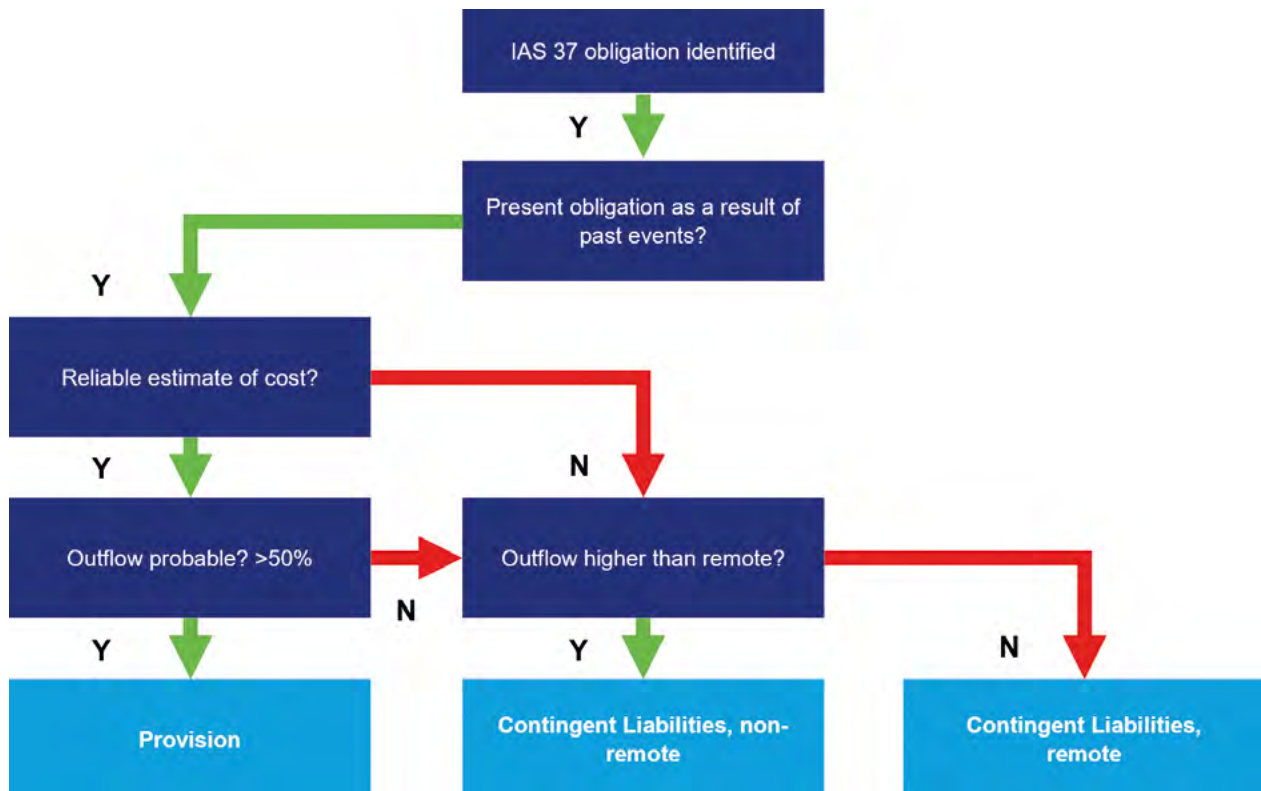 IAS 37 obligation identified
Y
Present obligation as a result of
past events?
Y
Reliable estimate of cost?
Y
N
Outflow probable? >50%
Outflow higher than remote?
N
Y
Y
N
Provision
Contingent Liabilities, non-
remote
Contingent Liabilities,
remote